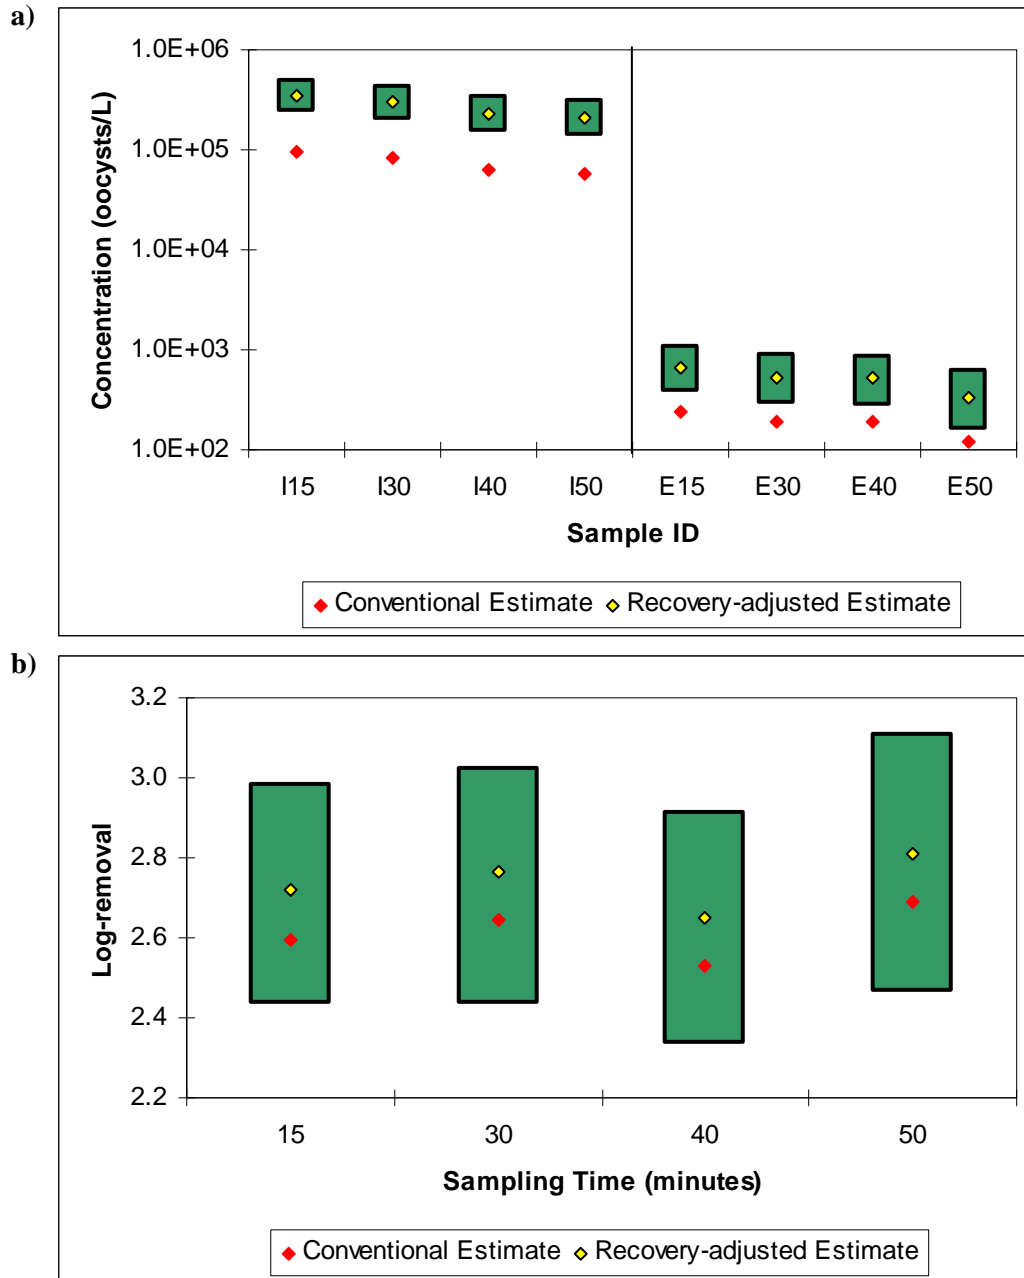 a)
1.0E+06
1.0E+05
1.0E+04
1.0E+03
1.0E+02
Concentration (oocysts/L)
I15 I30 I40 I50 E15 E30 E40 E50
Sample ID
Conventional Estimate Recovery-adjusted Estimate
b)
3.2
3.0
2.8
2.6
2.4
2.2
Log-removal
15 30 40 50
Sampling Time (minutes)
Conventional Estimate Recovery-adjusted Estimate